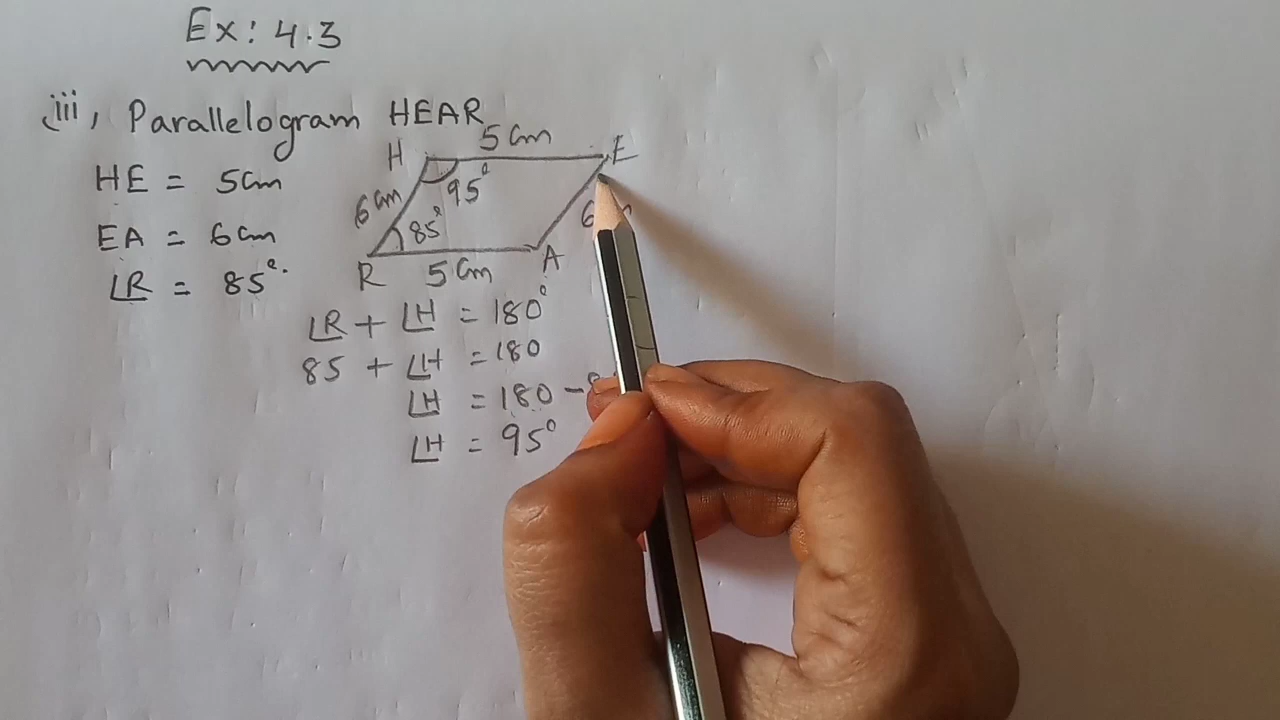 Ex: 4.3
iii, Parallelogram HEAR
HE = 5cm
EA = 6cm
∠R = 85°.
H
5cm
E
6cm
95°
85°
R
5cm
A
∠R + ∠H = 180°
85 + ∠H = 180
∠H = 180 -
∠H = 95°